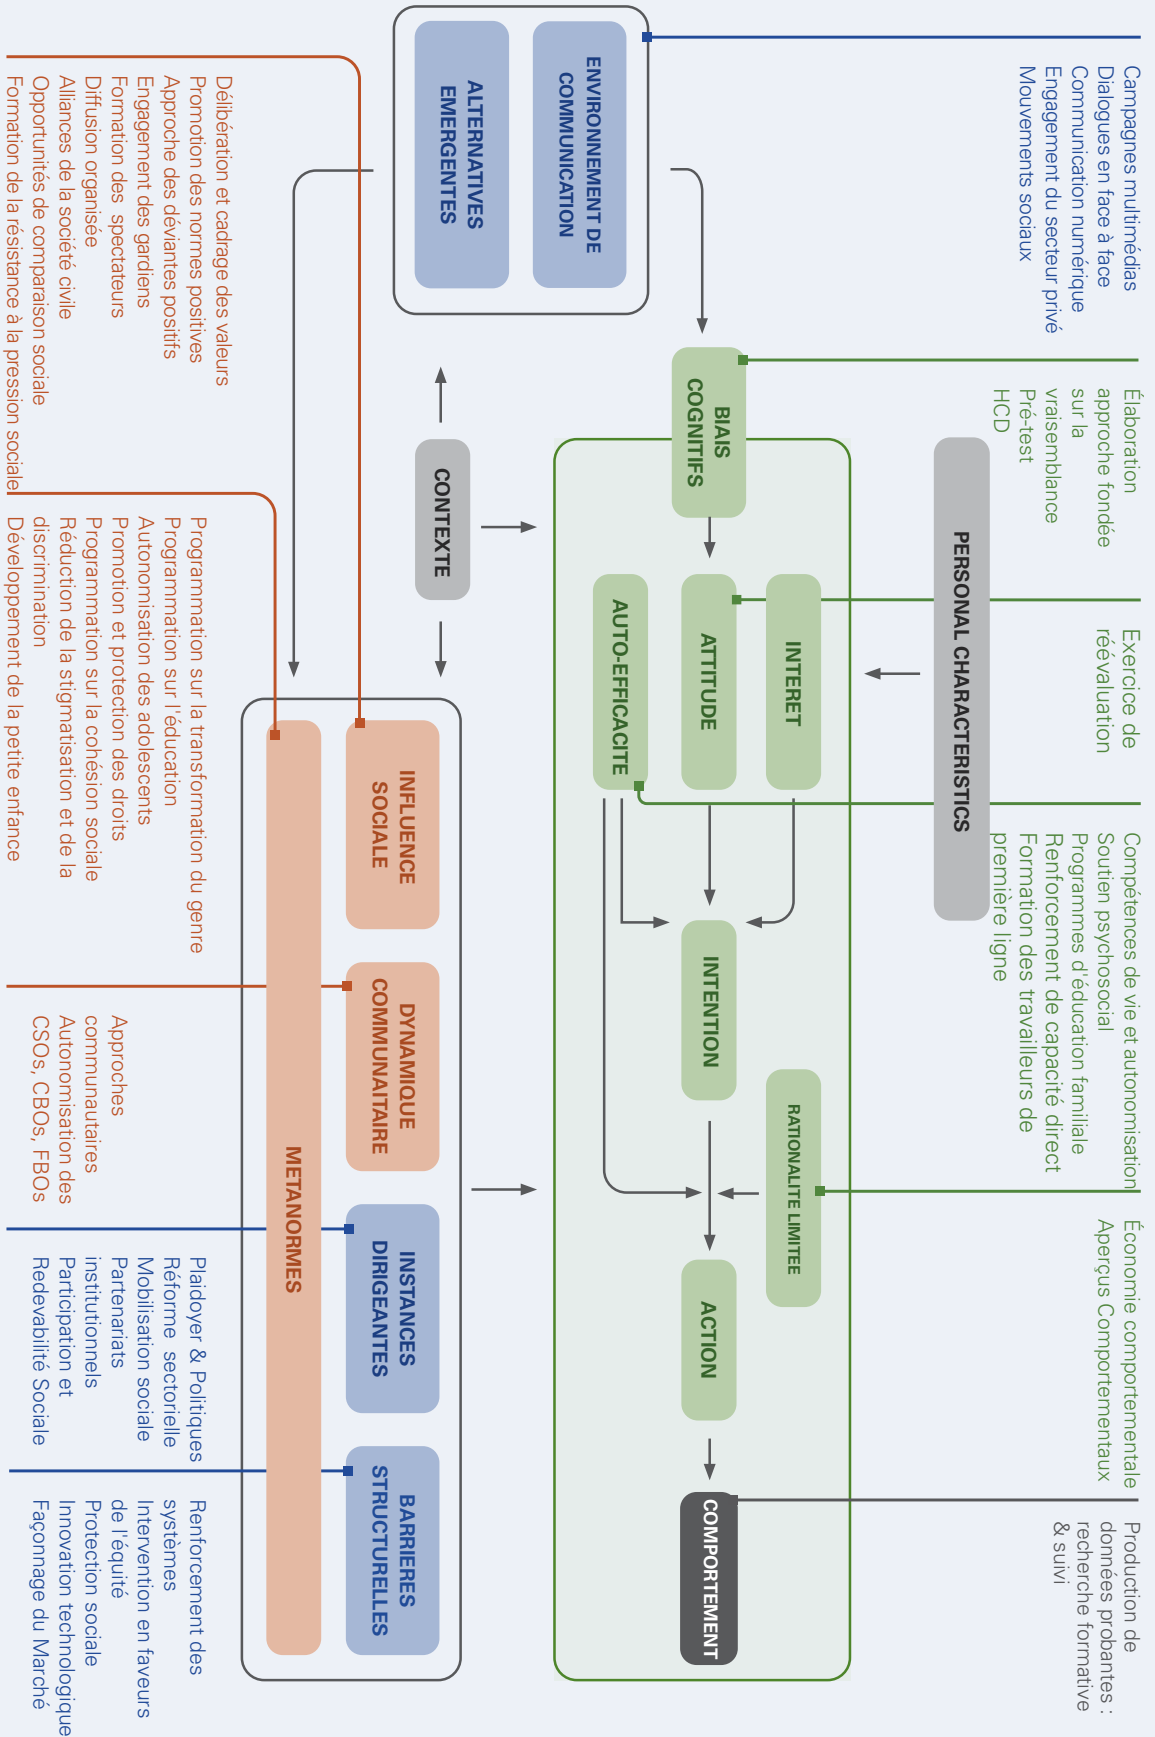 Campagnes multimédias
Dialogues en face à face
Communication numérique
Engagement du secteur privé
Mouvements sociaux
Élaboration
approche fondée
sur la
vraisemblance
Pré-test
HCD
Exercice de
réévaluation
Compétences de vie et autonomisation
Soutien psychosocial
Programmes d'éducation familiale
Renforcement de capacité direct
Formation des travailleurs de
première ligne
Économie comportementale
Aperçus Comportementaux
Production de
données probantes :
recherche formative
& suivi
PERSONAL CHARACTERISTICS
ENVIRONNEMENT DE
COMMUNICATION
ALTERNATIVES
EMERGENTES
BIAIS
COGNITIFS
INTERET
ATTITUDE
AUTO-EFFICACITE
INTENTION
RATIONALITE LIMITEE
ACTION
COMPORTEMENT
CONTEXTE
INFLUENCE
SOCIALE
DYNAMIQUE
COMMUNAITAIRE
INSTANCES
DIRIGEANTES
BARRIERES
STRUCTURELLES
METANORMES
Délibération et cadrage des valeurs
Promotion des normes positives
Approche des déviantes positifs
Engagement des gardiens
Formation des spectateurs
Diffusion organisée
Alliances de la société civile
Opportunités de comparaison sociale
Formation de la résistance à la pression sociale
Programmation sur la transformation du genre
Programmation sur l'éducation
Autonomisation des adolescents
Promotion et protection des droits
Programmation sur la cohésion sociale
Réduction de la stigmatisation et de la
discrimination
Développement de la petite enfance
Approches
communautaires
Autonomisation des
CSOs, CBOs, FBOs
Plaidoyer & Politiques
Réforme sectorielle
Mobilisation sociale
Partenariats
institutionnels
Participation et
Redevabilité Sociale
Renforcement des
systèmes
Intervention en faveurs
de l'équité
Protection sociale
Innovation technologique
Façonnage du Marché